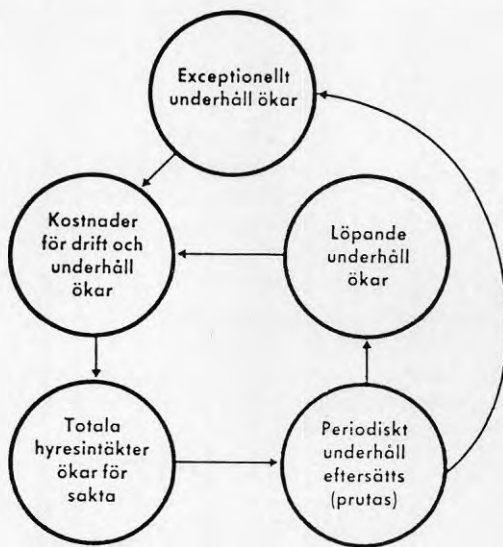 Exceptionellt
underhåll ökar
Kostnader
för drift och
underhåll
ökar
Löpande
underhåll
ökar
Totala
hyresintäkter
ökar för
sakta
Periodiskt
underhåll
eftersätts
(prutas)